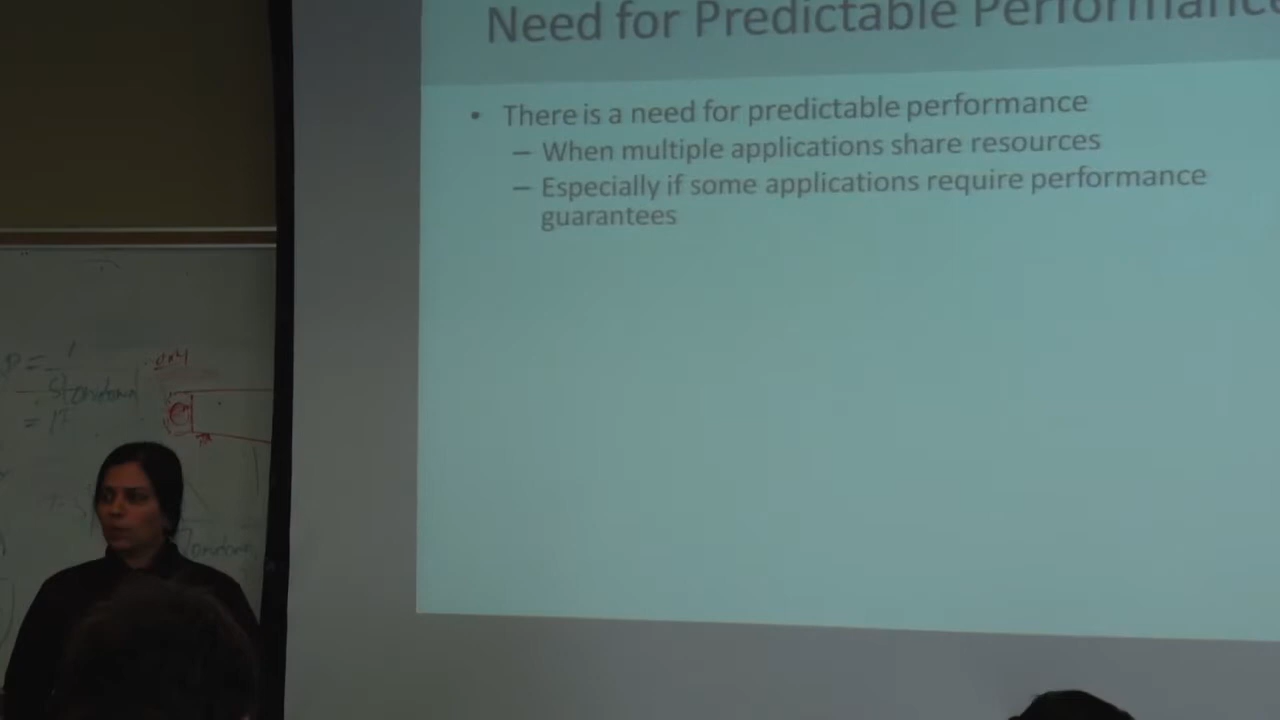 Need for Predictable Performance
• There is a need for predictable performance
– When multiple applications share resources
– Especially if some applications require performance
guarantees